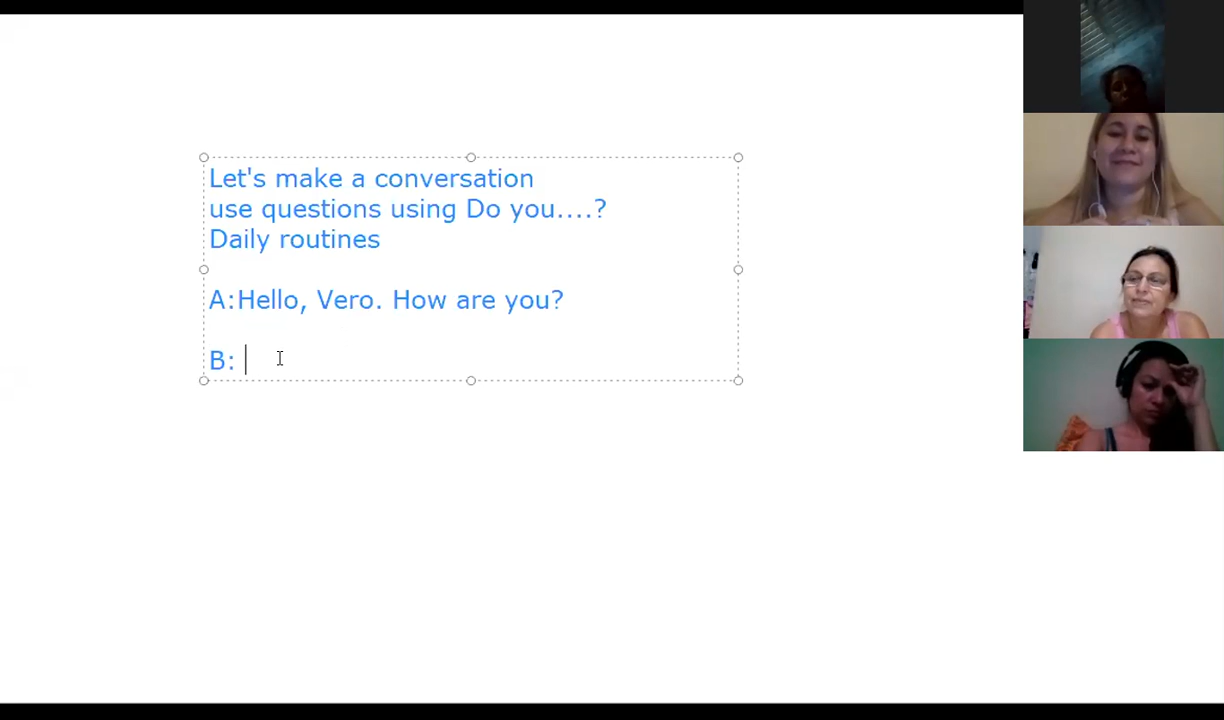 Let's make a conversation
use questions using Do you....?
Daily routines
A:Hello, Vero. How are you?
B: